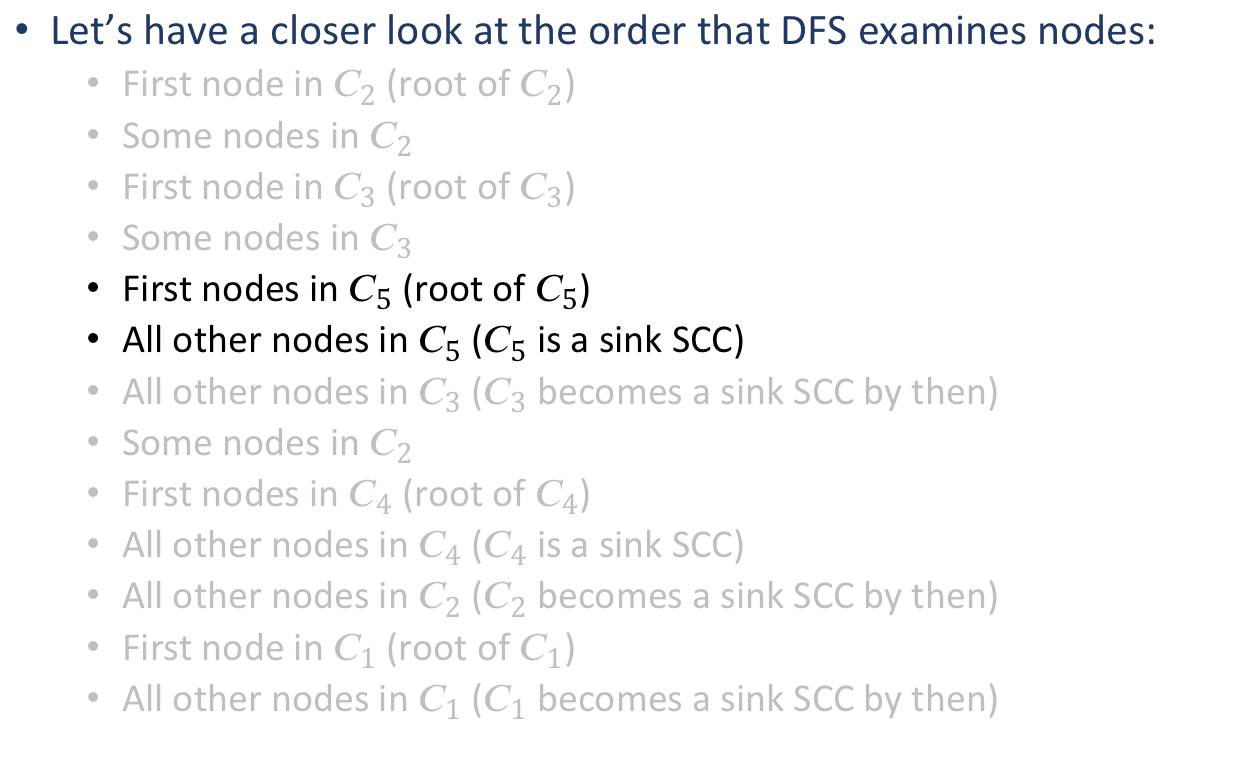 • Let's have a closer look at the order that DFS examines nodes:
• First node in C₂ (root of C₂)
• Some nodes in C₂
• First node in C₃ (root of C₃)
• Some nodes in C₃
• First nodes in C₅ (root of C₅)
• All other nodes in C₅ (C₅ is a sink SCC)
• All other nodes in C₃ (C₃ becomes a sink SCC by then)
• Some nodes in C₂
• First nodes in C₄ (root of C₄)
• All other nodes in C₄ (C₄ is a sink SCC)
• All other nodes in C₂ (C₂ becomes a sink SCC by then)
• First node in C₁ (root of C₁)
• All other nodes in C₁ (C₁ becomes a sink SCC by then)